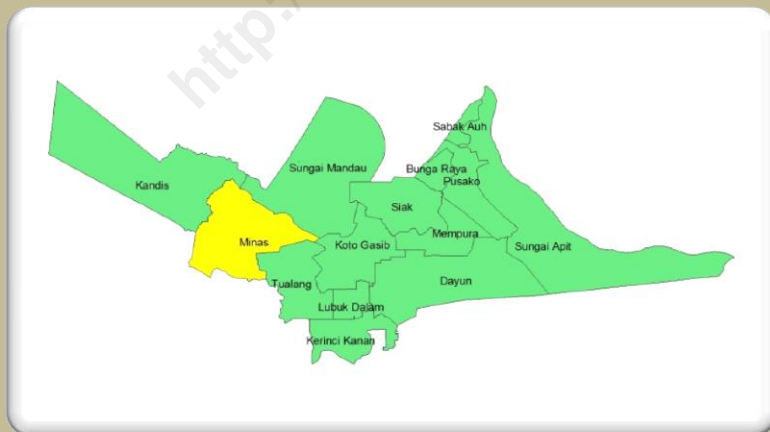 http:/
Sabak Auh
Bunga Raya
Sungai Mandau
Pusako
Kandis
Siak
Mempura
Minas
Koto Gasib
Sungai Apit
Tualang
Dayun
Lubuk Dalam
Kerinci Kanan